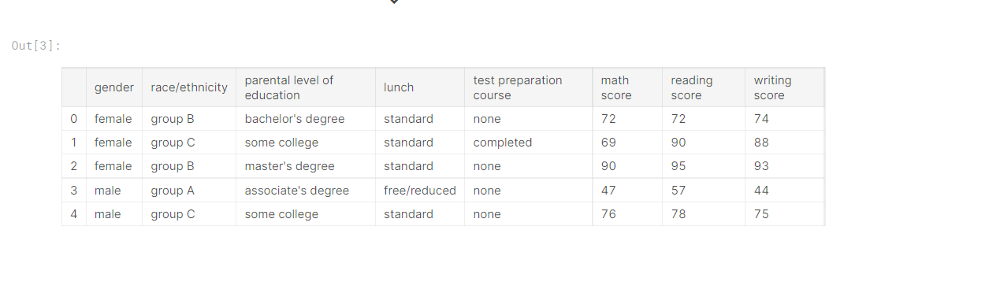 Out[3]:
gender race/ethnicity parental level of education lunch test preparation course math score reading score writing score
0 female group B bachelor's degree standard none 72 72 74
1 female group C some college standard completed 69 90 88
2 female group B master's degree standard none 90 95 93
3 male group A associate's degree free/reduced none 47 57 44
4 male group C some college standard none 76 78 75